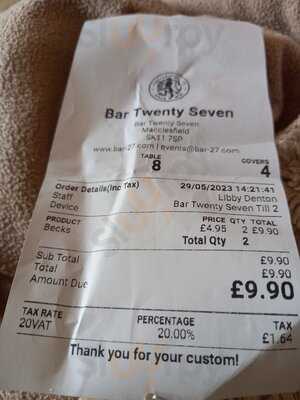 Bar Twenty Seven
Bar Twenty Seven
Macclesfield
SK11 7SP
www.bar-27.com | events@bar-27.com
TABLE COVERS
8 4
Order Details(Inc Tax) 29/05/2023 14:21:41
Staff Libby Denton
Device Bar Twenty Seven Till 2
PRODUCT PRICE QTY TOTAL
Becks £4.95 2 £9.90
Total Qty 2
Sub Total £9.90
Total £9.90
Amount Due £9.90
TAX RATE PERCENTAGE TAX
20VAT 20.00% £1.64
Thank you for your custom!